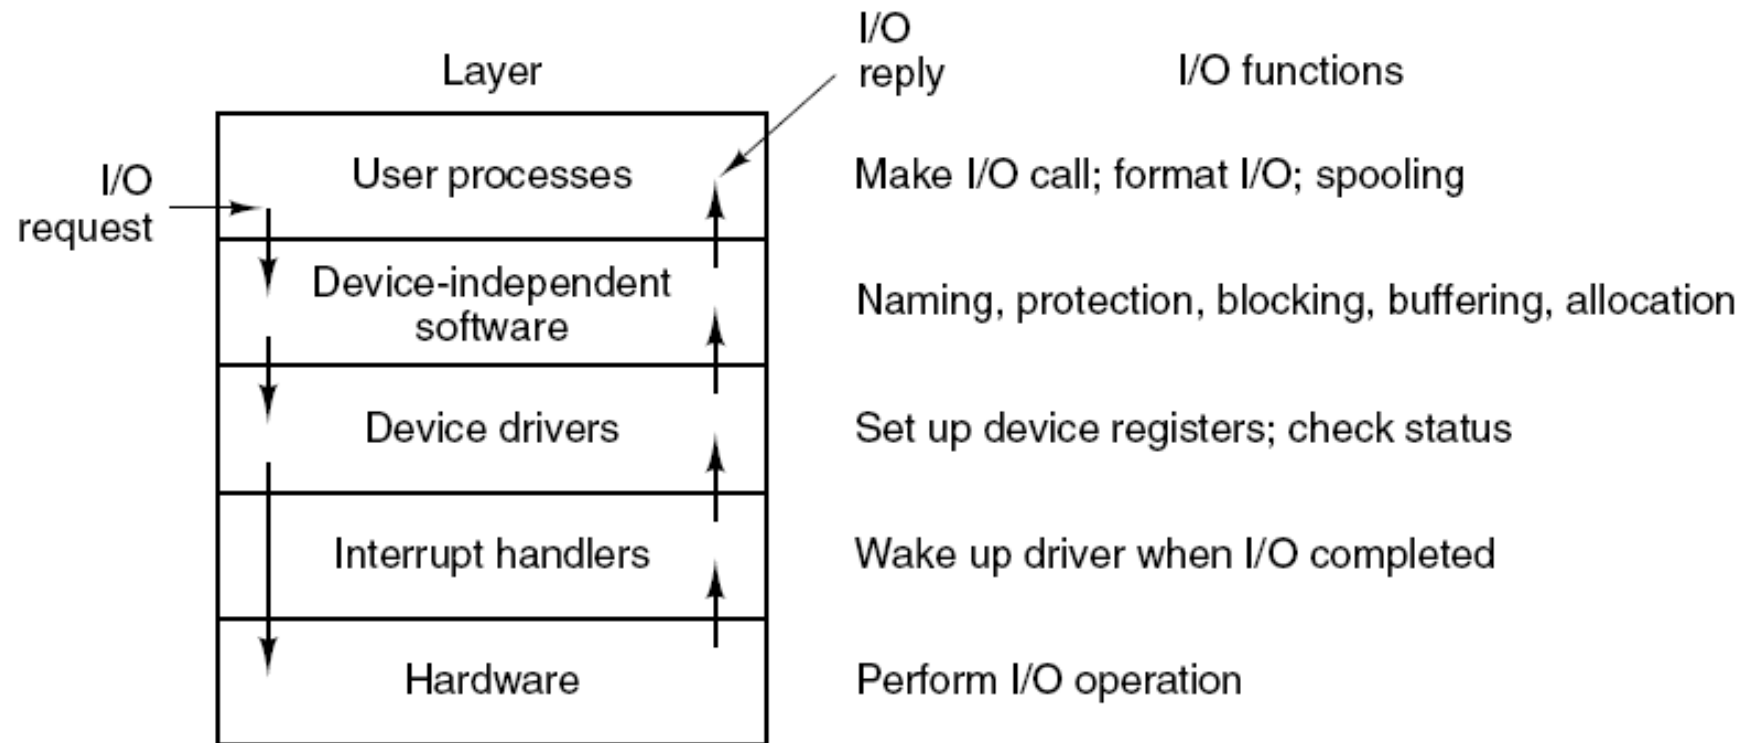 I/O
reply
Layer
I/O functions
I/O
request
User processes
Make I/O call; format I/O; spooling
Device-independent
software
Naming, protection, blocking, buffering, allocation
Device drivers
Set up device registers; check status
Interrupt handlers
Wake up driver when I/O completed
Hardware
Perform I/O operation